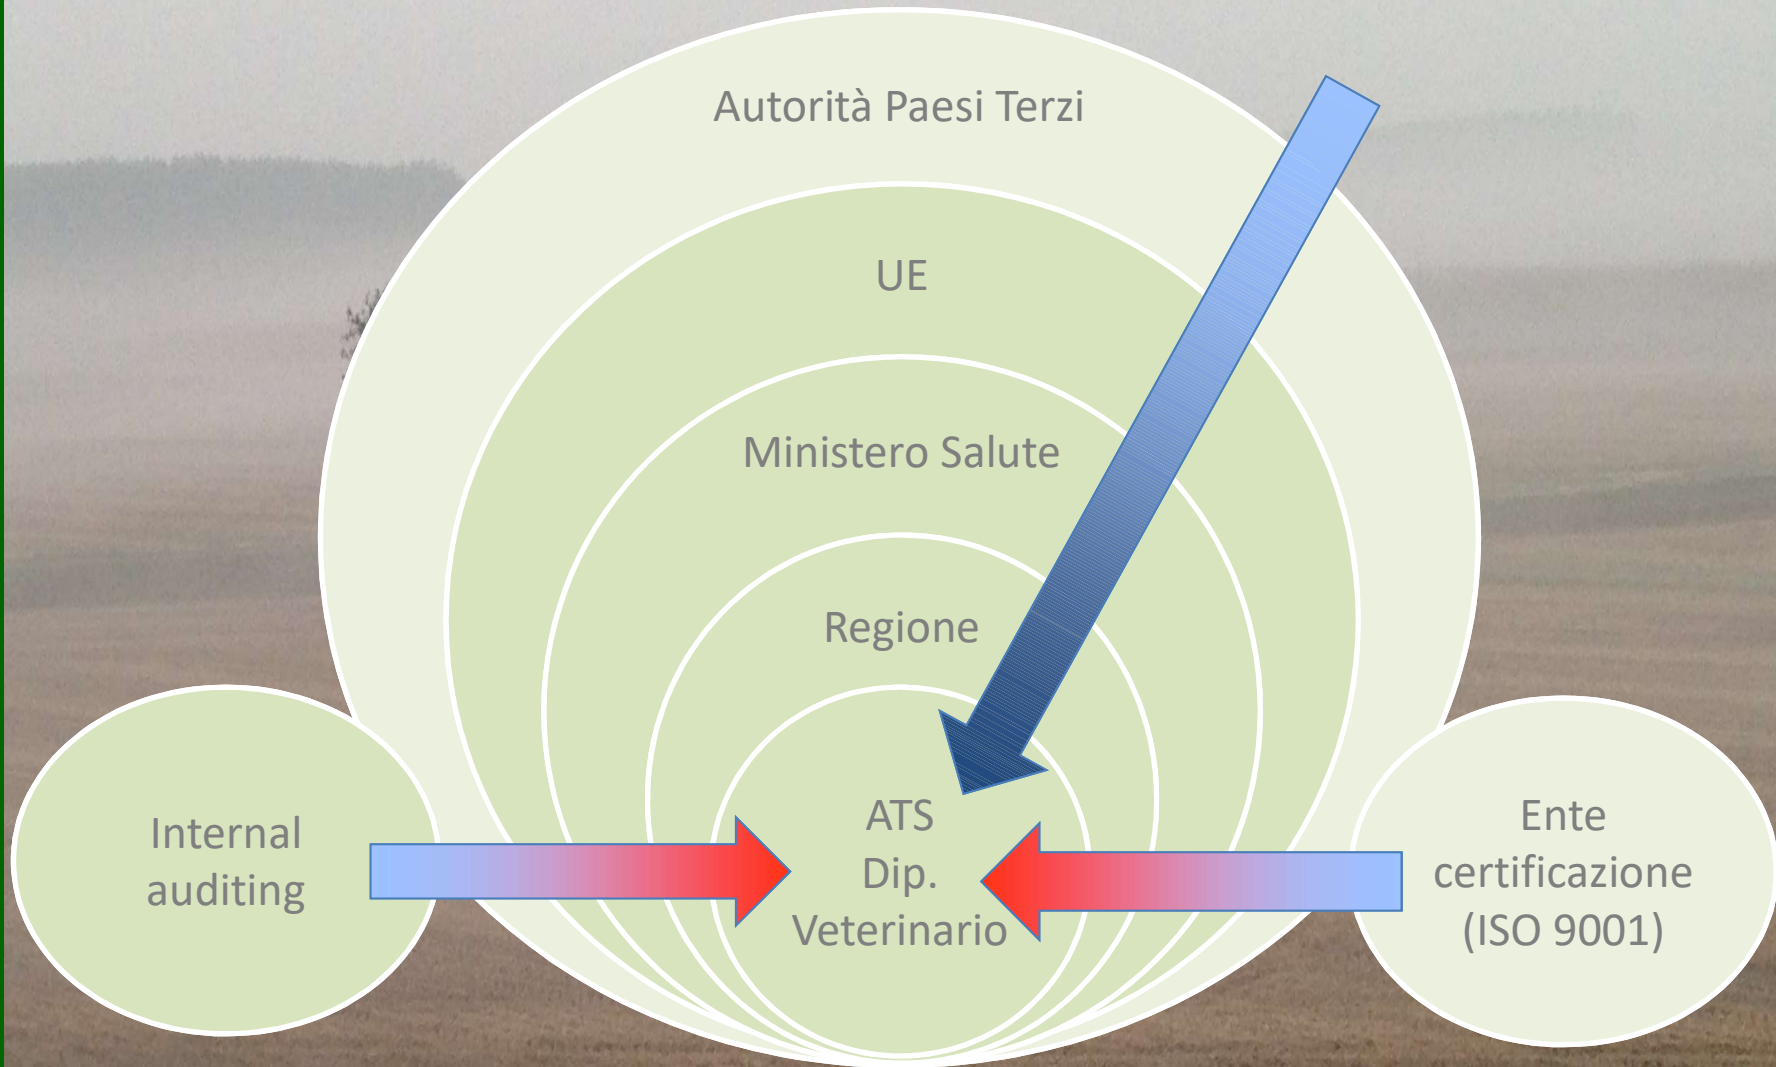 Autorità Paesi Terzi
UE
Ministero Salute
Regione
Internal
auditing
ATS
Dip.
Veterinario
Ente
certificazione
(ISO 9001)